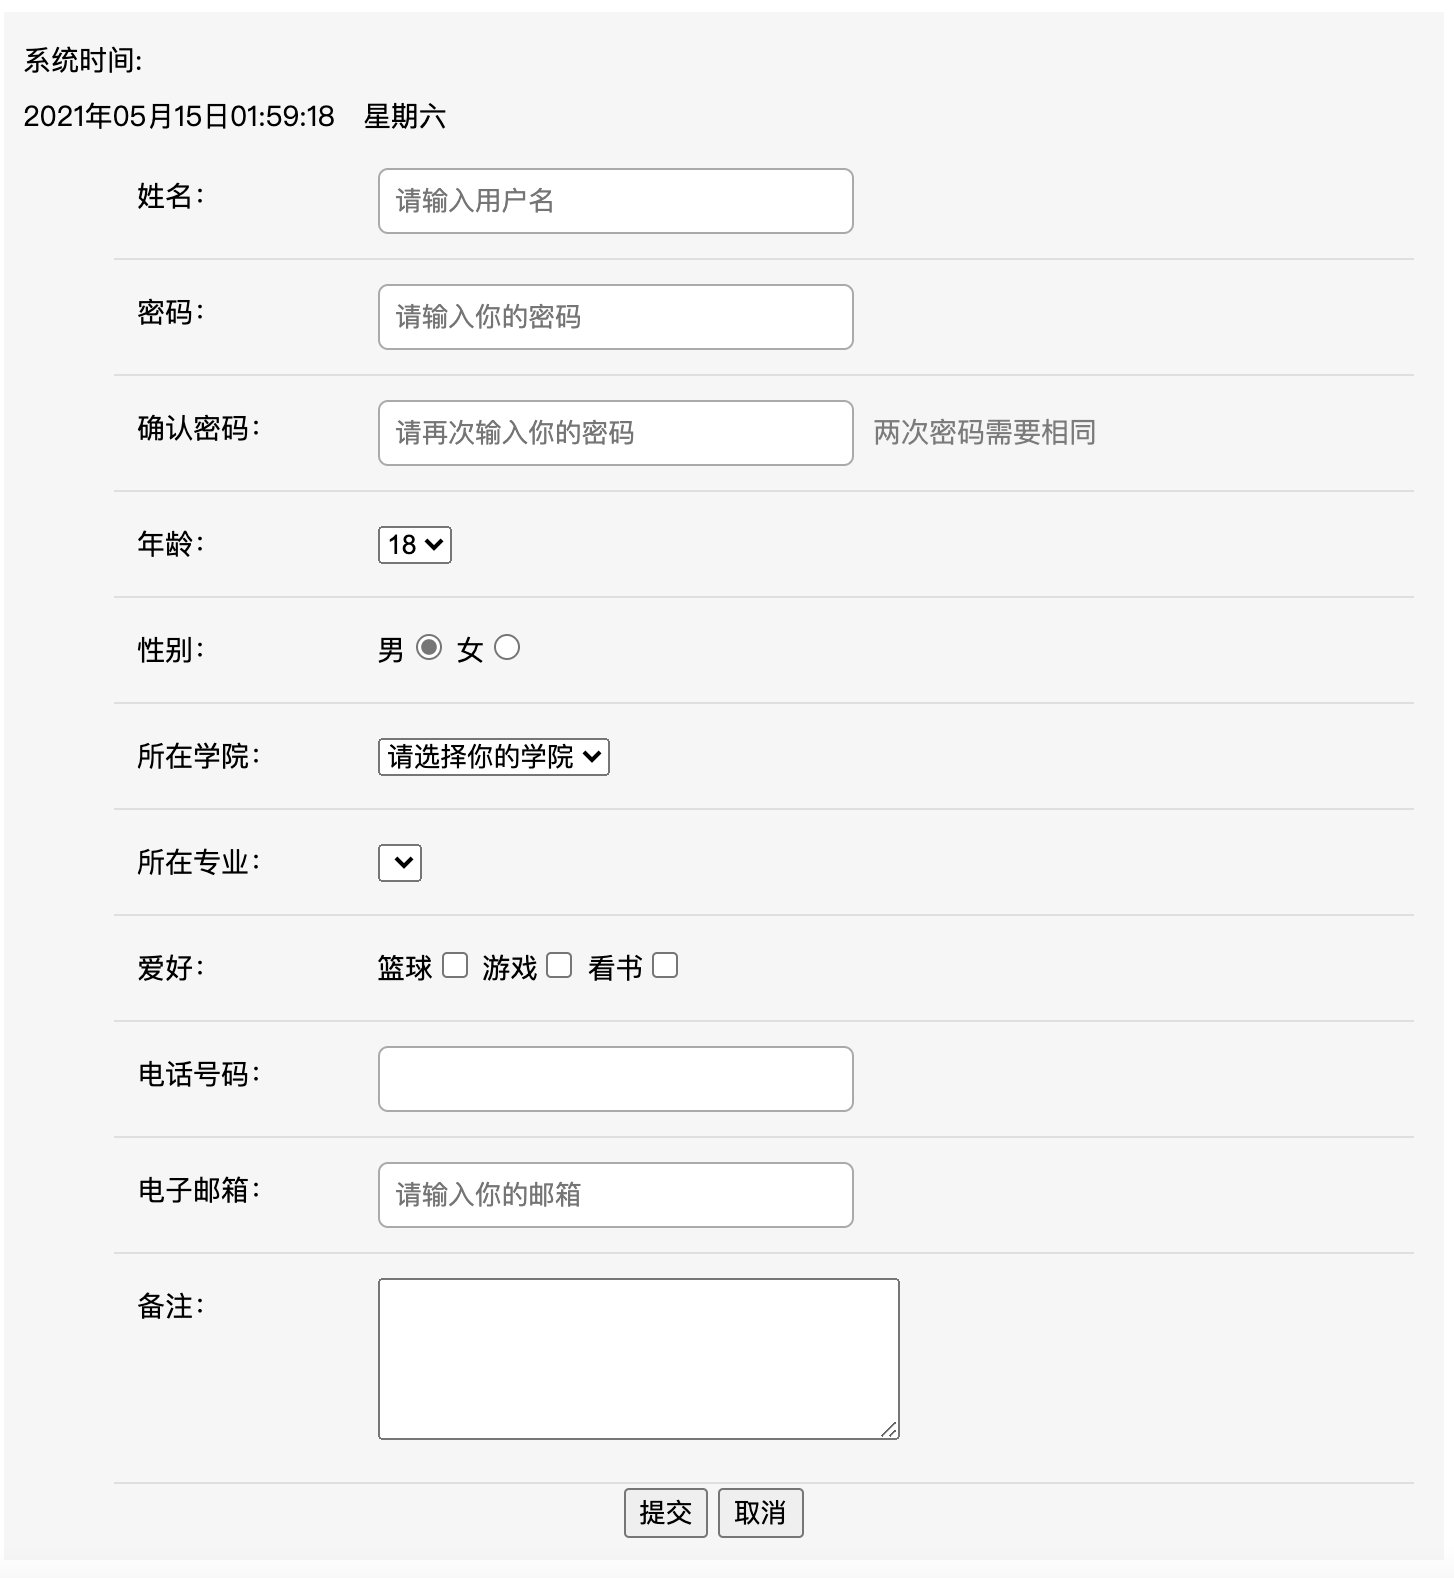 系统时间:
2021年05月15日01:59:18 星期六
姓名： 请输入用户名
密码： 请输入你的密码
确认密码： 请再次输入你的密码 两次密码需要相同
年龄： 18
性别： 男 女
所在学院： 请选择你的学院
所在专业：
爱好： 篮球 游戏 看书
电话号码：
电子邮箱： 请输入你的邮箱
备注：
提交 取消